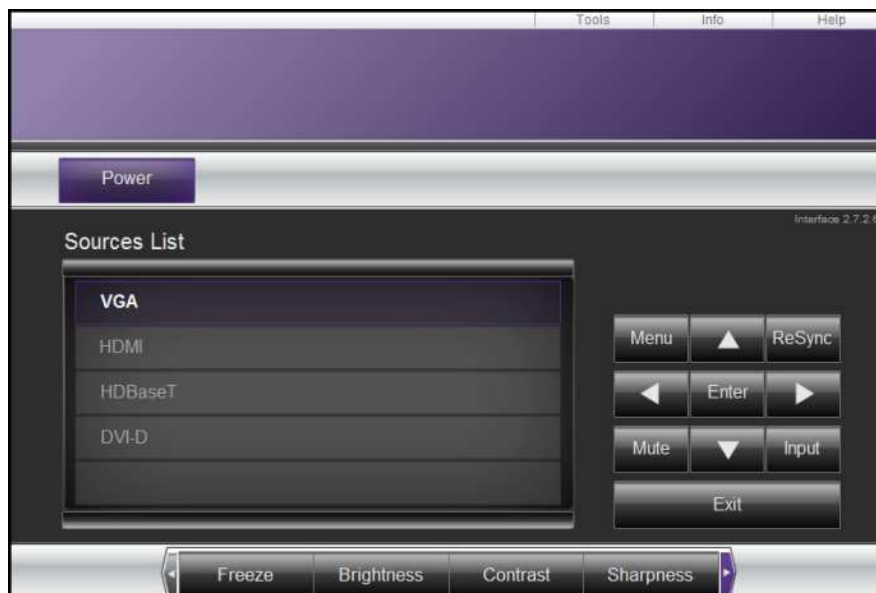 Tools Info Help
Power
Interface 2.7.2.6
Sources List
VGA
HDMI
HDBaseT
DVI-D
Menu ReSync
Enter
Mute Input
Exit
Freeze Brightness Contrast Sharpness